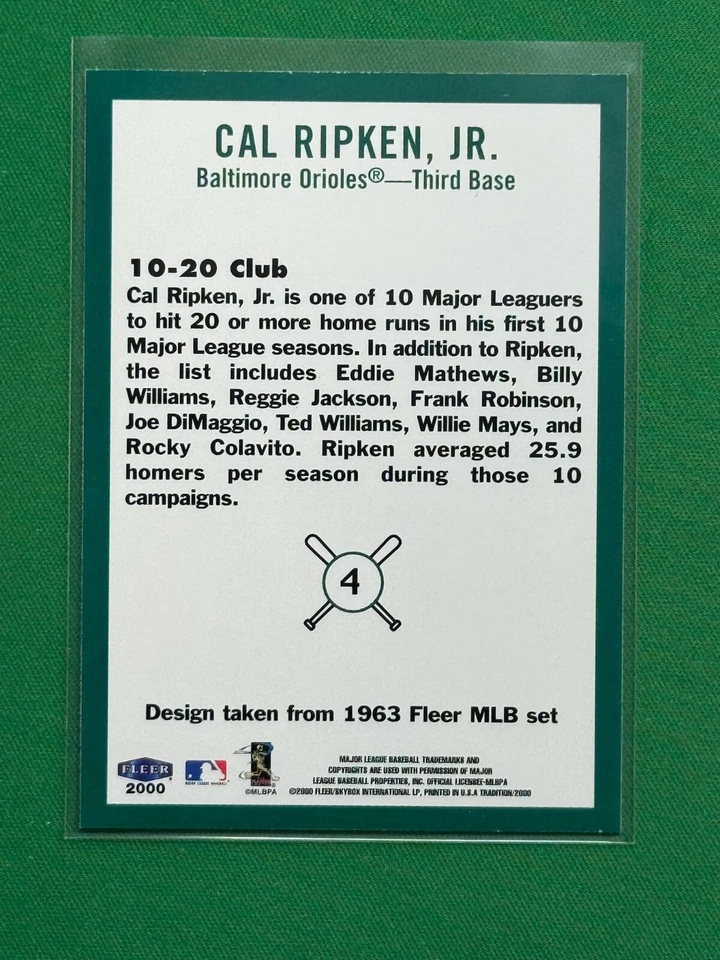 CAL RIPKEN, JR.
Baltimore Orioles®—Third Base
10-20 Club
Cal Ripken, Jr. is one of 10 Major Leaguers
to hit 20 or more home runs in his first 10
Major League seasons. In addition to Ripken,
the list includes Eddie Mathews, Billy
Williams, Reggie Jackson, Frank Robinson,
Joe DiMaggio, Ted Williams, Willie Mays, and
Rocky Colavito. Ripken averaged 25.9
homers per season during those 10
campaigns.
4
Design taken from 1963 Fleer MLB set
FLEER
2000
MAJOR LEAGUE BASEBALL
©MLBPA
MAJOR LEAGUE BASEBALL TRADEMARKS AND
COPYRIGHTS ARE USED WITH PERMISSION OF MAJOR
LEAGUE BASEBALL PROPERTIES, INC. OFFICIAL LICENSEE-MLBPA
©2000 FLEER/SKYBOX INTERNATIONAL LP, PRINTED IN U.S.A TRADITION/2000